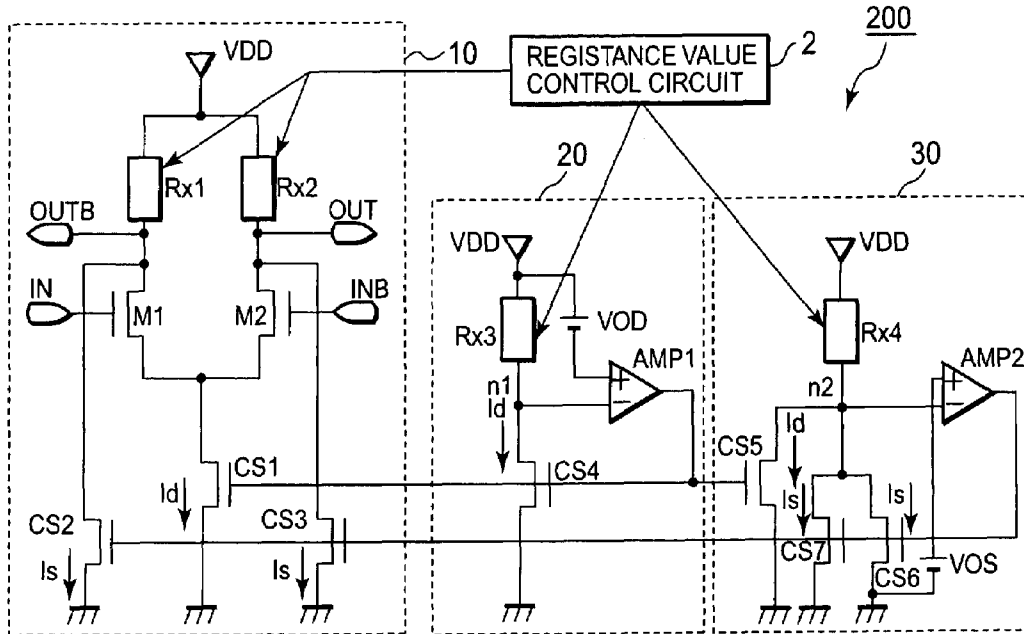 200
10
REGISTANCE VALUE
CONTROL CIRCUIT
2
VDD
Rx1
Rx2
OUTB
OUT
IN
INB
M1
M2
CS1
Id
CS2
Is
CS3
Is
20
VDD
Rx3
VOD
AMP1
+
−
n1
Id
CS4
30
VDD
Rx4
AMP2
+
−
n2
CS5
Id
Is
Is
CS7
CS6
VOS